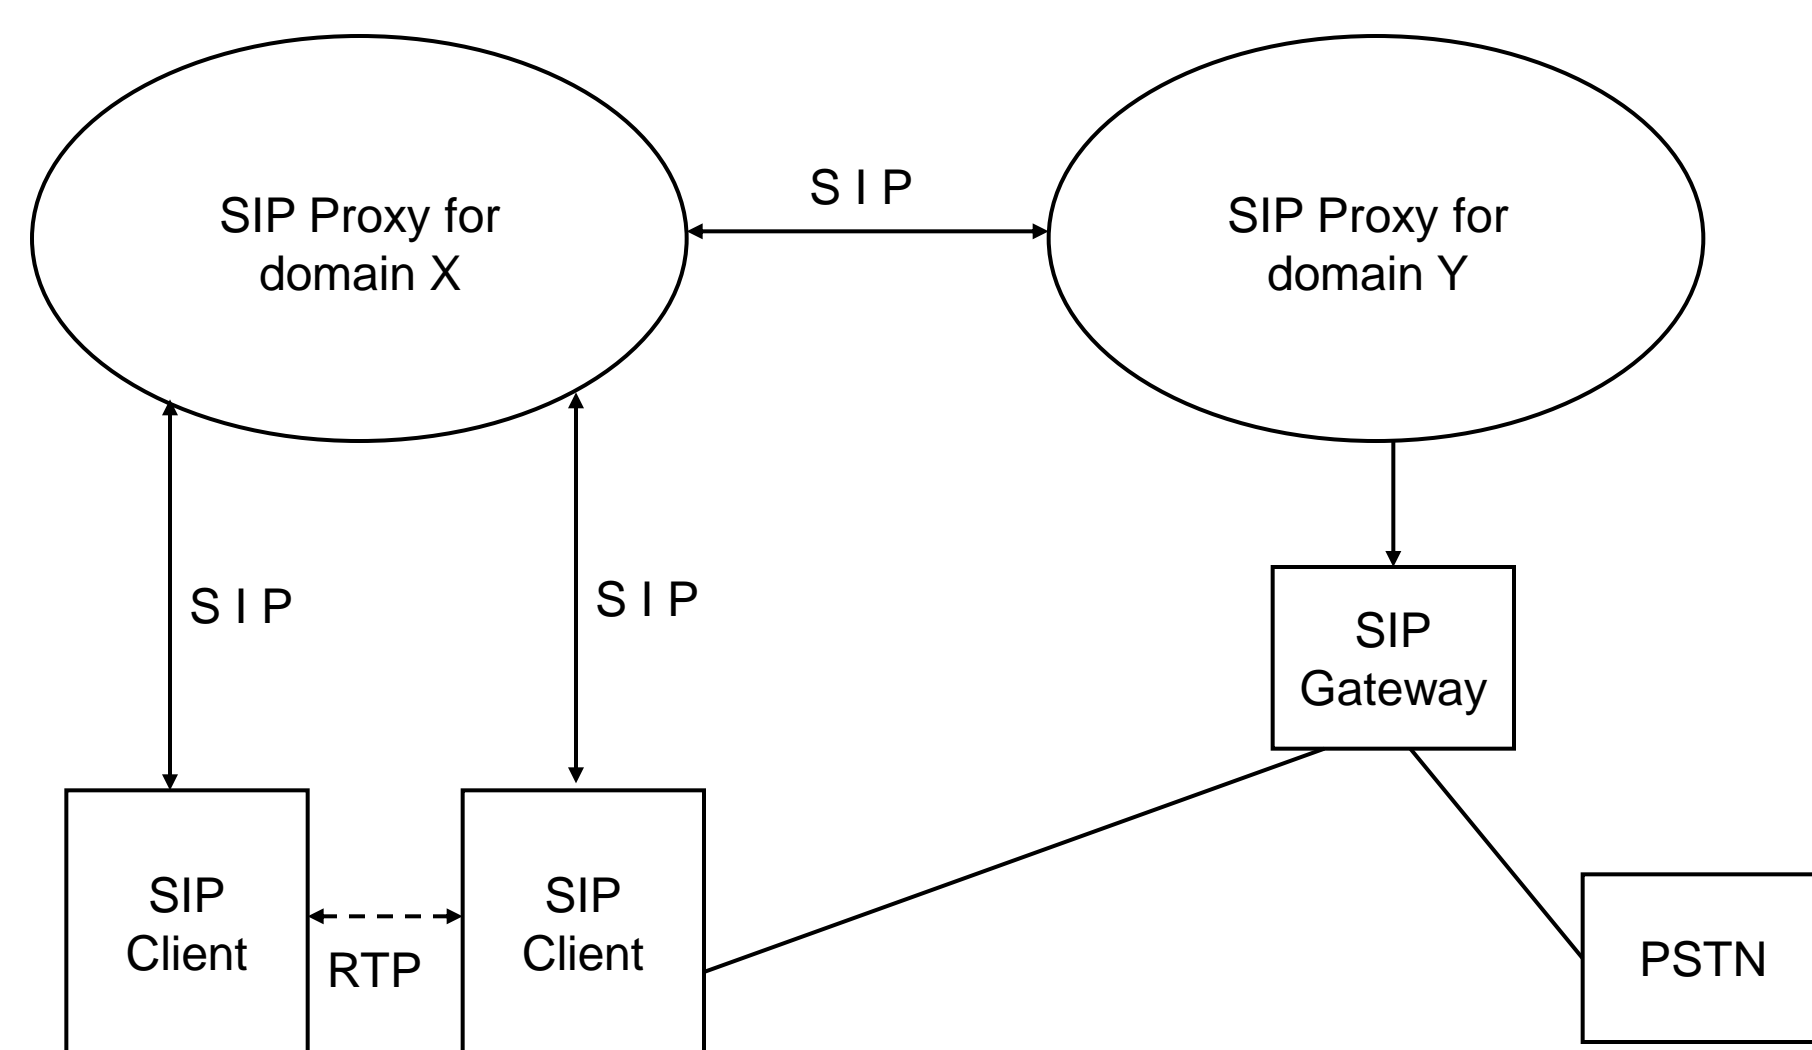 SIP Proxy for
domain X
S I P
SIP Proxy for
domain Y
S I P
S I P
SIP
Gateway
SIP
Client
RTP
SIP
Client
PSTN